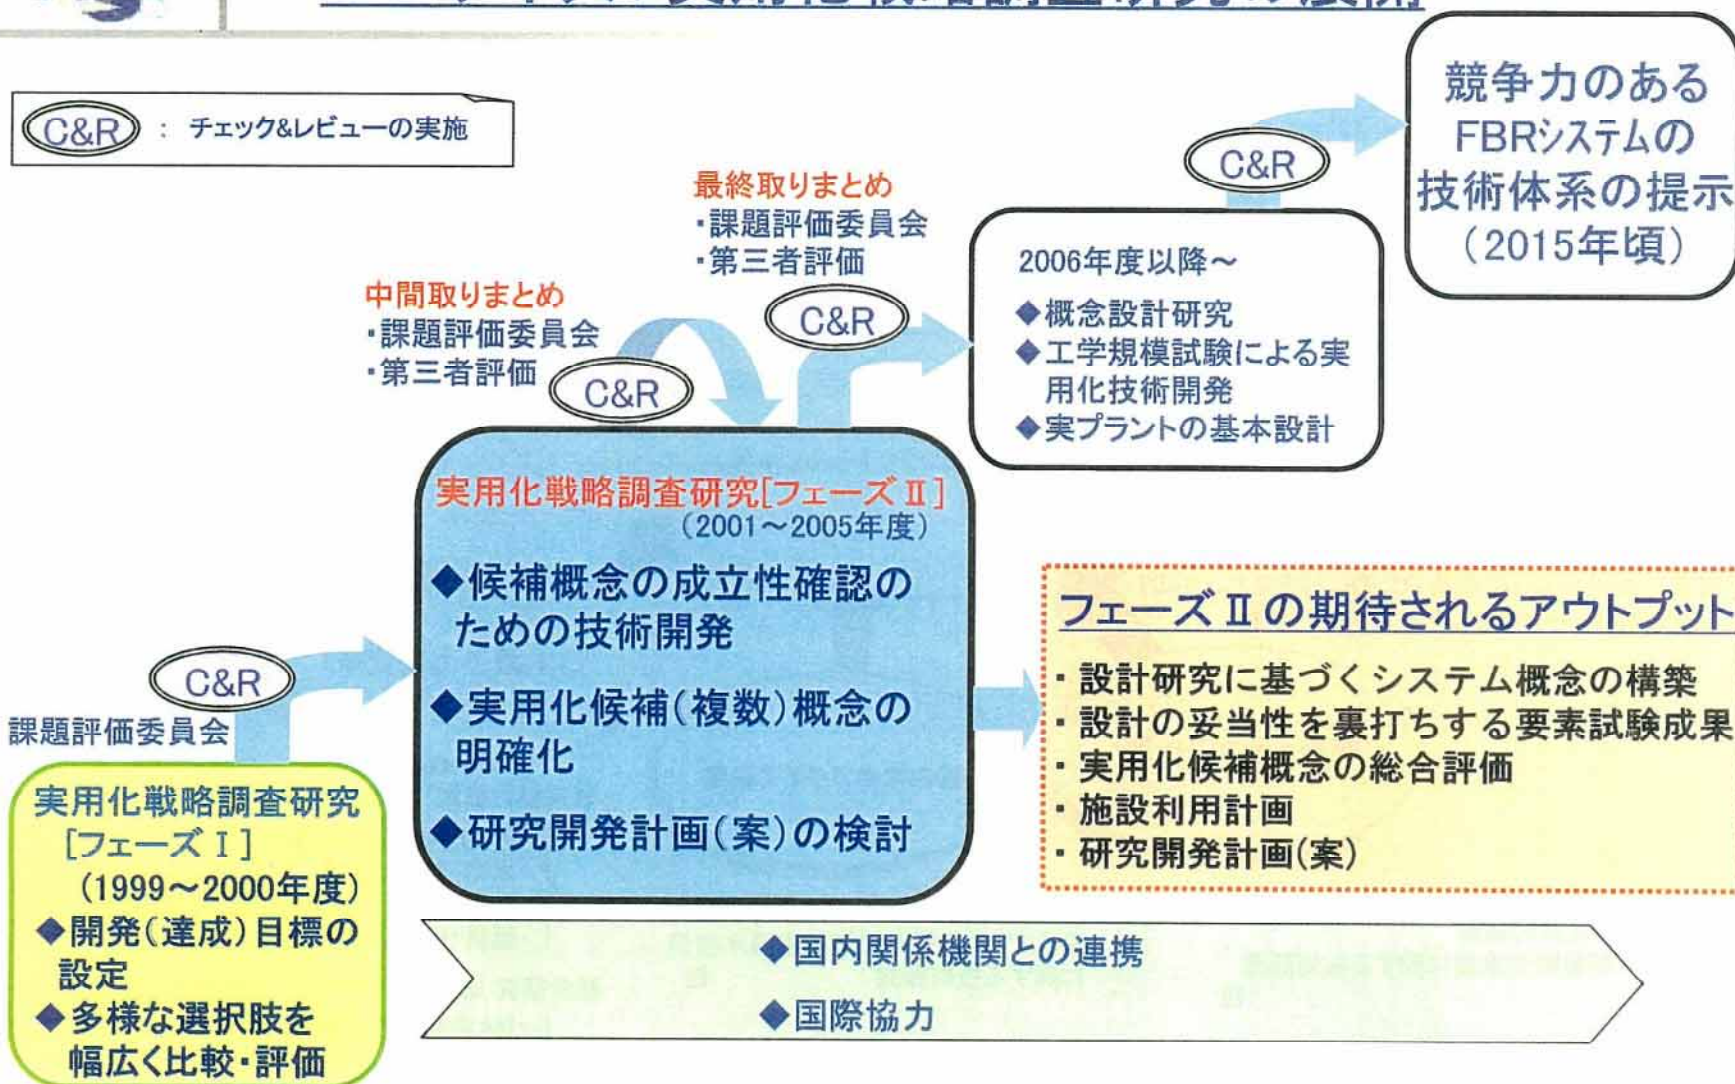 実用化戦略調査研究の展開
C&R : チェック&レビューの実施
競争力のある
FBRシステムの
技術体系の提示
(2015年頃)
C&R
最終取りまとめ
・課題評価委員会
・第三者評価
C&R
2006年度以降～
◆概念設計研究
◆工学規模試験による実
用化技術開発
◆実プラントの基本設計
中間取りまとめ
・課題評価委員会
・第三者評価
C&R
実用化戦略調査研究[フェーズⅡ]
(2001～2005年度)
◆候補概念の成立性確認の
ための技術開発
◆実用化候補(複数)概念の
明確化
◆研究開発計画(案)の検討
フェーズⅡの期待されるアウトプット
・設計研究に基づくシステム概念の構築
・設計の妥当性を裏打ちする要素試験成果
・実用化候補概念の総合評価
・施設利用計画
・研究開発計画(案)
C&R
課題評価委員会
実用化戦略調査研究
[フェーズⅠ]
(1999～2000年度)
◆開発(達成)目標の
設定
◆多様な選択肢を
幅広く比較・評価
◆国内関係機関との連携
◆国際協力